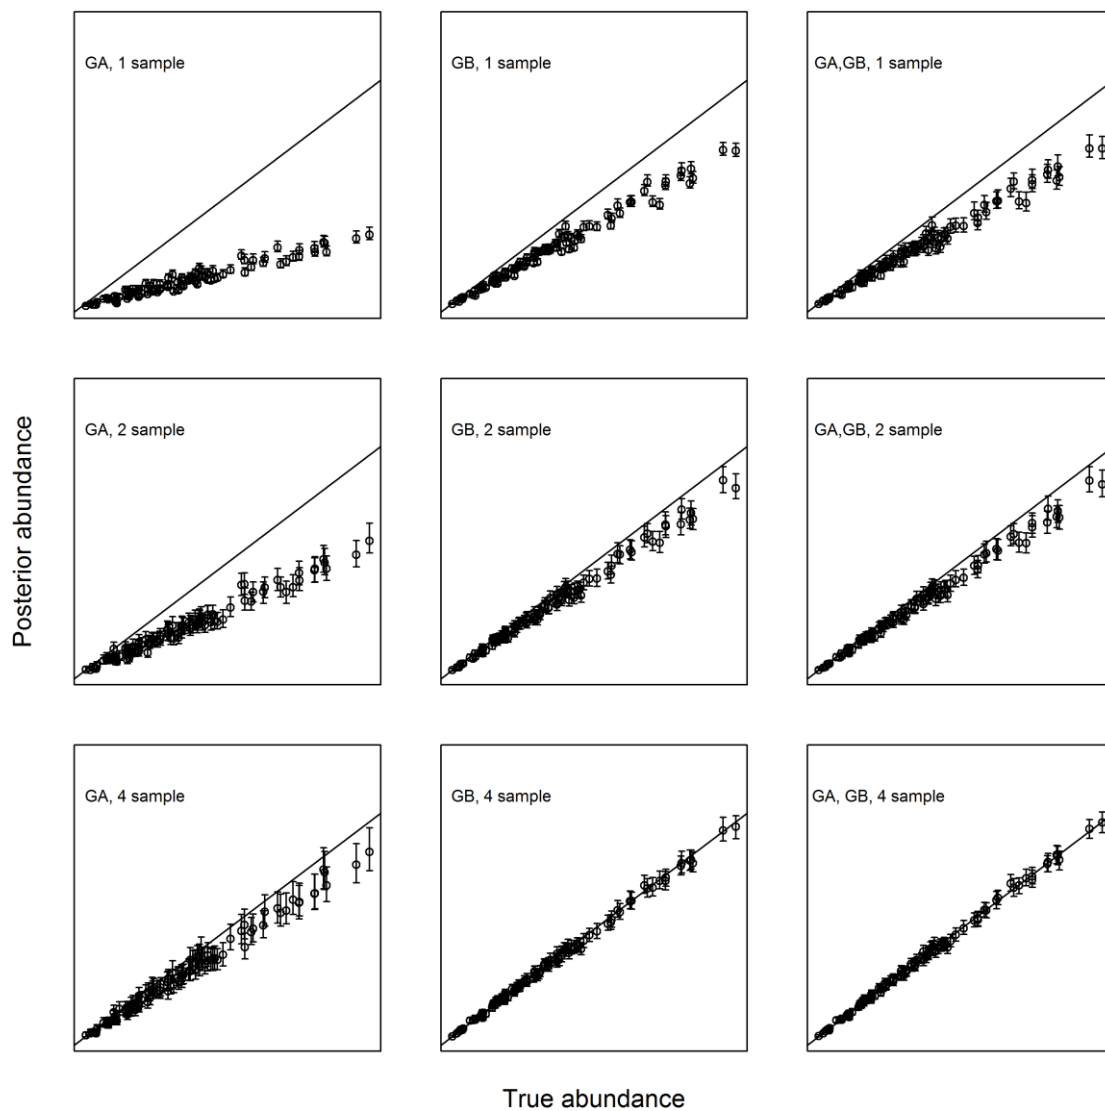 GA, 1 sample
GB, 1 sample
GA,GB, 1 sample
Posterior abundance
GA, 2 sample
GB, 2 sample
GA,GB, 2 sample
GA, 4 sample
GB, 4 sample
GA, GB, 4 sample
True abundance